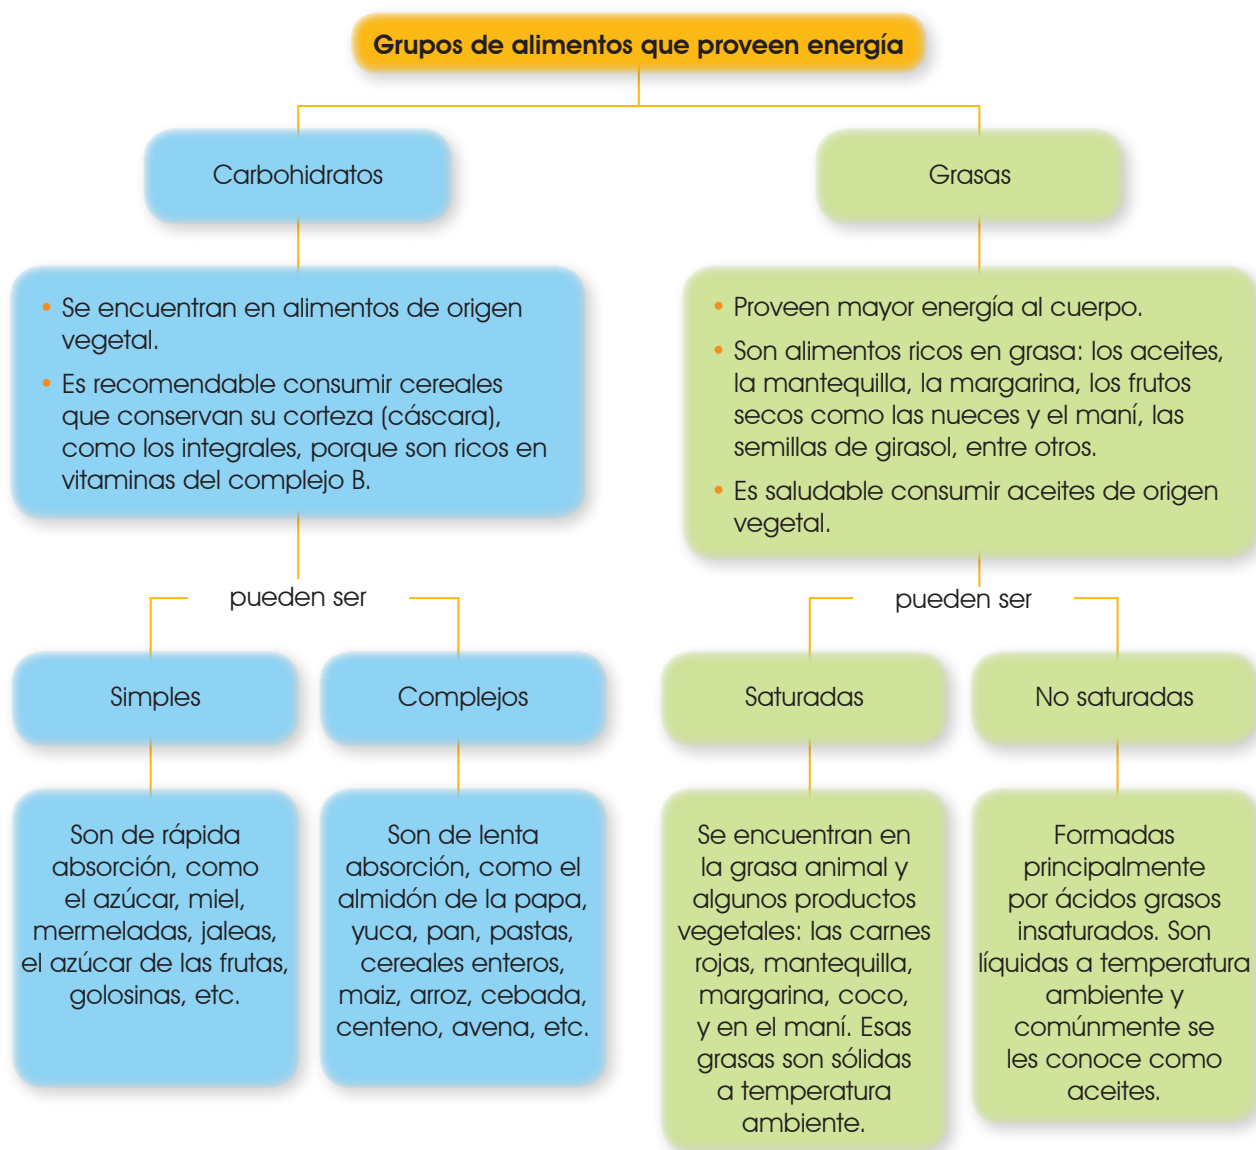 Grupos de alimentos que proveen energía
Carbohidratos
• Se encuentran en alimentos de origen
vegetal.
• Es recomendable consumir cereales
que conservan su corteza (cáscara),
como los integrales, porque son ricos en
vitaminas del complejo B.
pueden ser
Simples
Son de rápida
absorción, como
el azúcar, miel,
mermeladas, jaleas,
el azúcar de las frutas,
golosinas, etc.
Complejos
Son de lenta
absorción, como el
almidón de la papa,
yuca, pan, pastas,
cereales enteros,
maiz, arroz, cebada,
centeno, avena, etc.
Grasas
• Proveen mayor energía al cuerpo.
• Son alimentos ricos en grasa: los aceites,
la mantequilla, la margarina, los frutos
secos como las nueces y el maní, las
semillas de girasol, entre otros.
• Es saludable consumir aceites de origen
vegetal.
pueden ser
Saturadas
Se encuentran en
la grasa animal y
algunos productos
vegetales: las carnes
rojas, mantequilla,
margarina, coco,
y en el maní. Esas
grasas son sólidas
a temperatura
ambiente.
No saturadas
Formadas
principalmente
por ácidos grasos
insaturados. Son
líquidas a temperatura
ambiente y
comúnmente se
les conoce como
aceites.